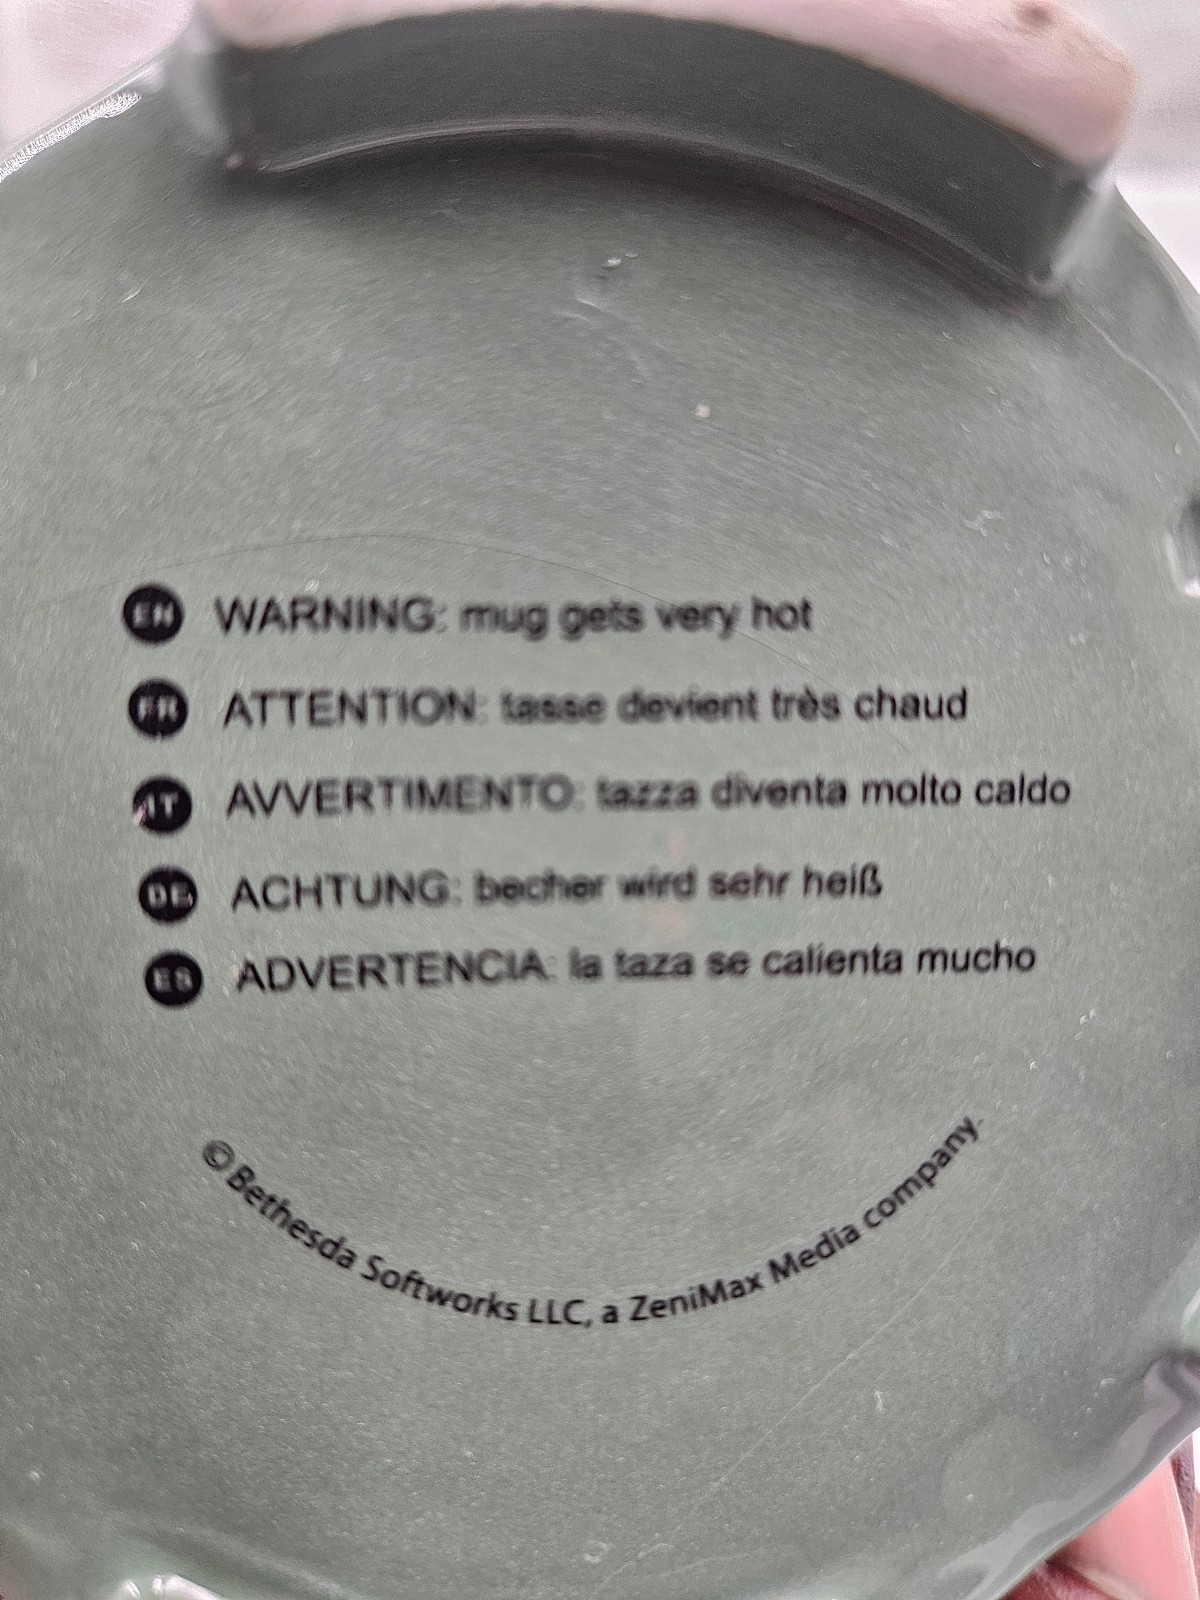 EN WARNING: mug gets very hot
FR ATTENTION: tasse devient très chaud
IT AVVERTIMENTO: tazza diventa molto caldo
DE ACHTUNG: becher wird sehr heiß
ES ADVERTENCIA: la taza se calienta mucho
© Bethesda Softworks LLC, a ZeniMax Media company.